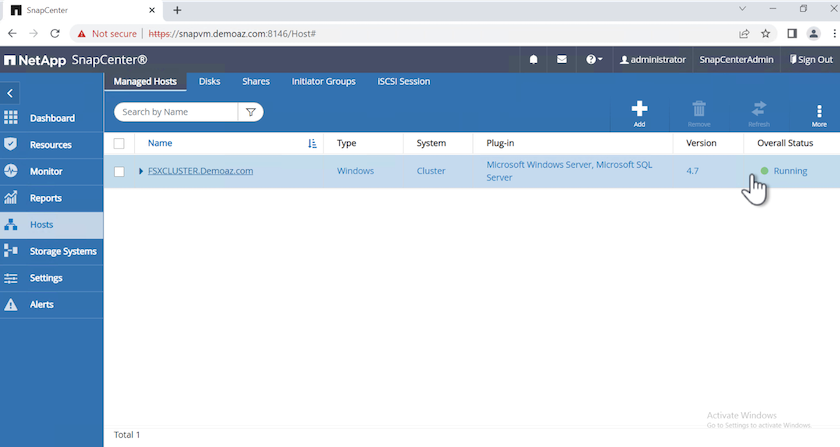 SnapCenter
Not secure https://snapvm.demoaz.com:8146/Host#
NetApp SnapCenter® administrator SnapCenterAdmin Sign Out
Managed Hosts Disks Shares Initiator Groups iSCSI Session
Search by Name
Add Remove Refresh More
Dashboard
Resources
Monitor
Reports
Hosts
Storage Systems
Settings
Alerts
Name Type System Plug-in Version Overall Status
FSXCLUSTER.Demoaz.com Windows Cluster Microsoft Windows Server, Microsoft SQL 4.7 Running
Server
Activate Windows
Go to Settings to activate Windows.
Total 1